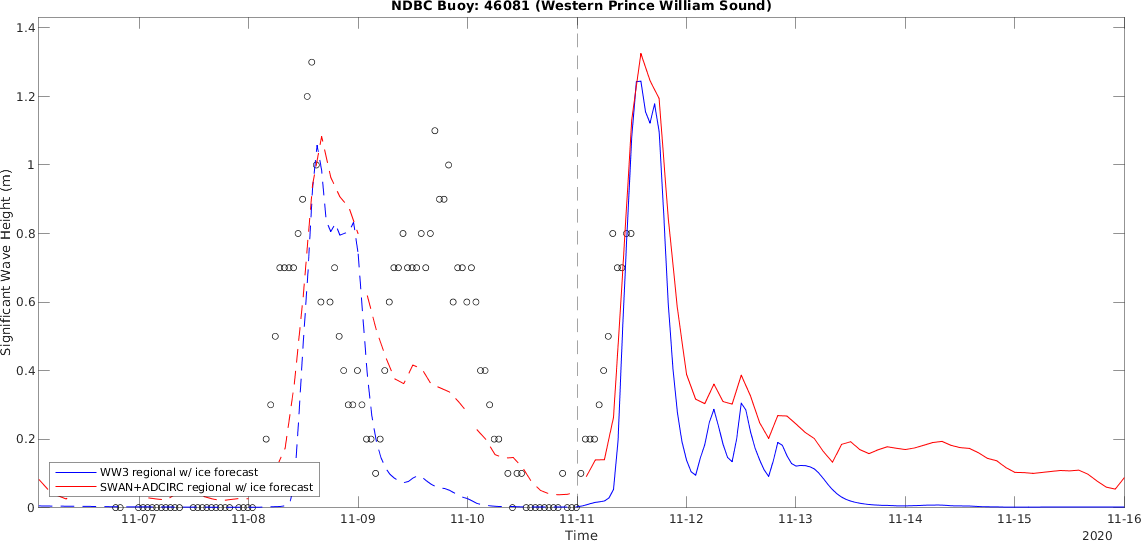 NDBC Buoy: 46081 (Western Prince William Sound)
Significant Wave Height (m)
1.4
1.2
1
0.8
0.6
0.4
0.2
0
WW3 regional w/ ice forecast
SWAN+ADCIRC regional w/ ice forecast
11-07 11-08 11-09 11-10 11-11 11-12 11-13 11-14 11-15 11-16
Time
2020